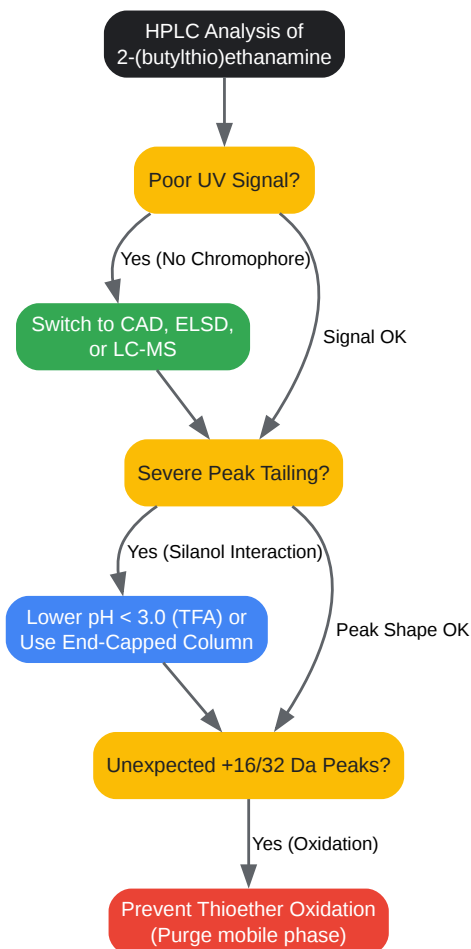 HPLC Analysis of
2-(butylthio)ethanamine
Poor UV Signal?
Yes (No Chromophore)
Switch to CAD, ELSD,
or LC-MS
Signal OK
Severe Peak Tailing?
Yes (Silanol Interaction)
Lower pH < 3.0 (TFA) or
Use End-Capped Column
Peak Shape OK
Unexpected +16/32 Da Peaks?
Yes (Oxidation)
Prevent Thioether Oxidation
(Purge mobile phase)